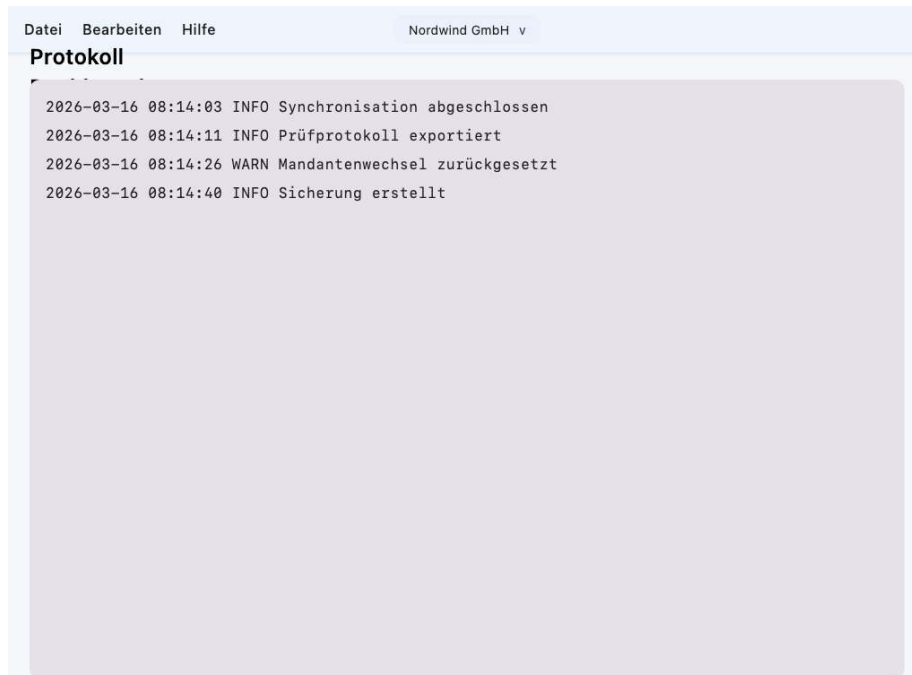 Datei Bearbeiten Hilfe Nordwind GmbH v
Protokoll
2026-03-16 08:14:03 INFO Synchronisation abgeschlossen
2026-03-16 08:14:11 INFO Prüfprotokoll exportiert
2026-03-16 08:14:26 WARN Mandantenwechsel zurückgesetzt
2026-03-16 08:14:40 INFO Sicherung erstellt